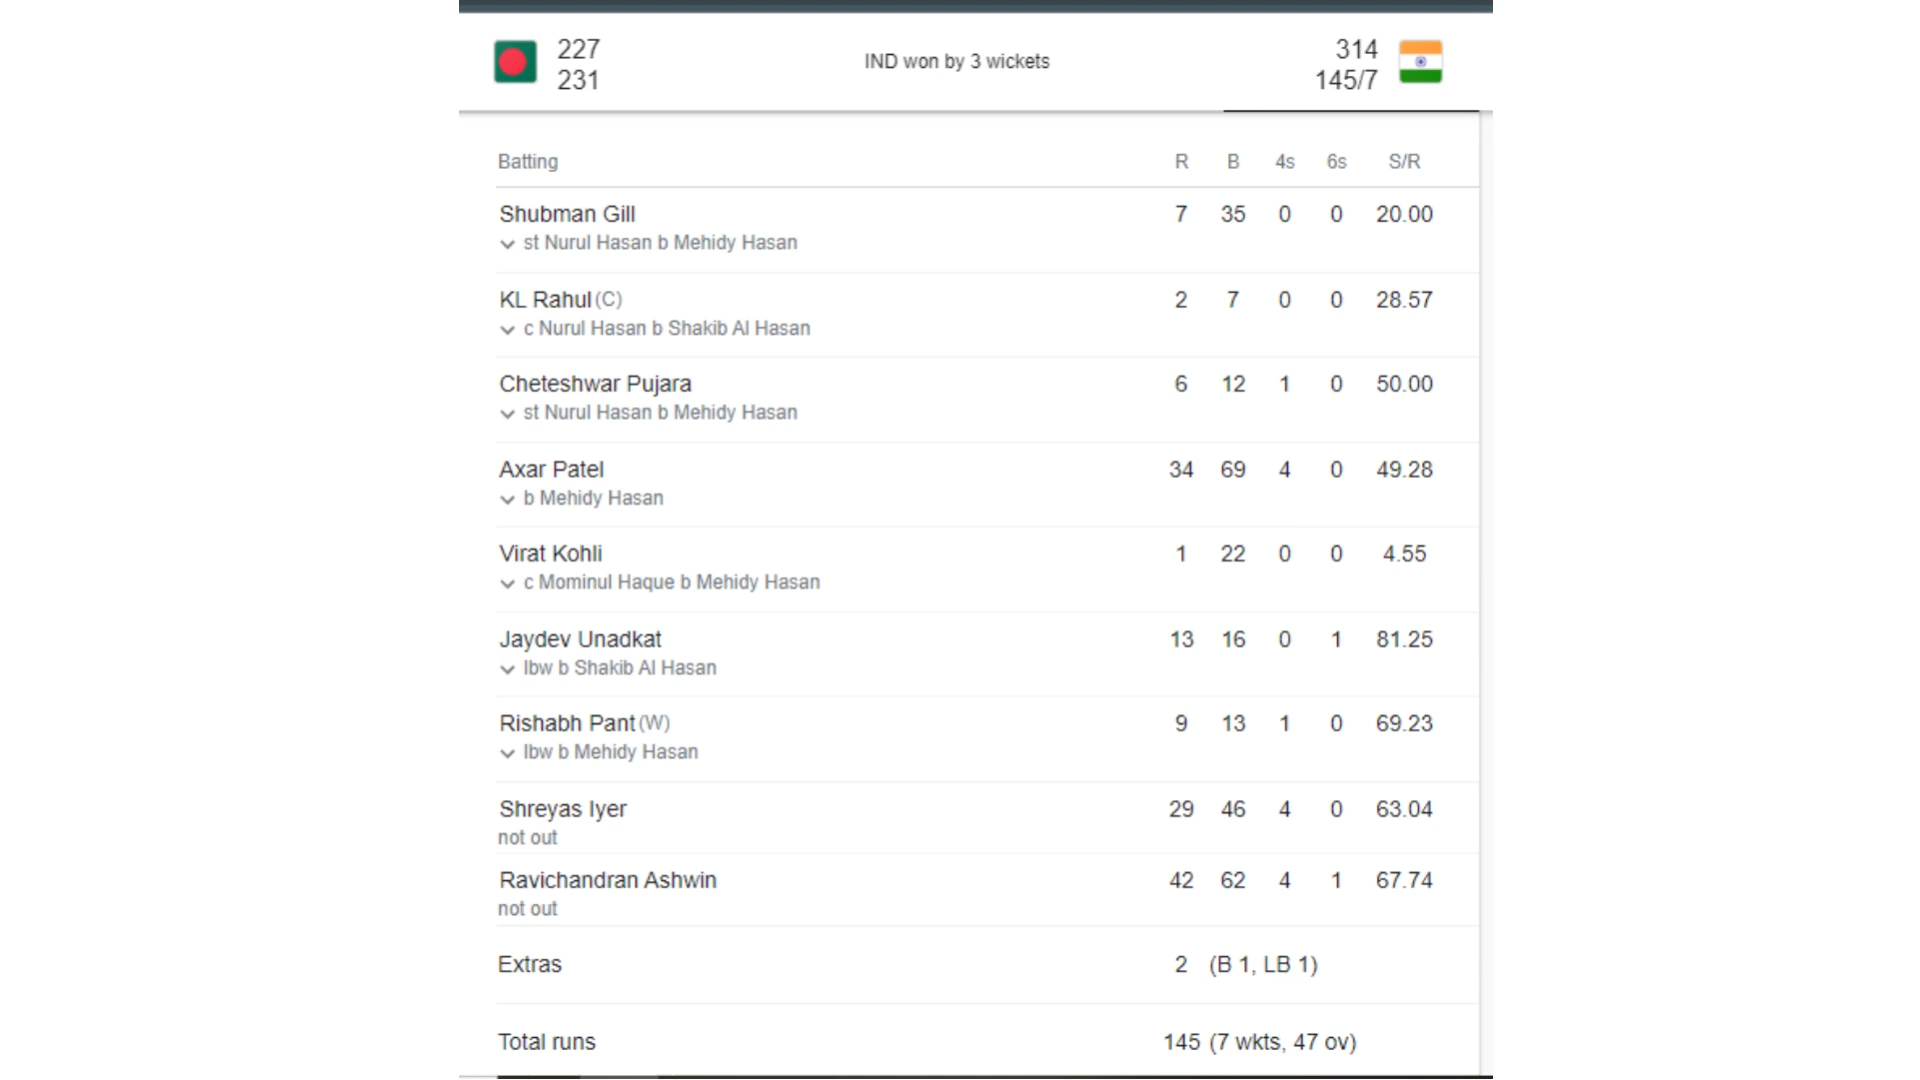 227 IND won by 3 wickets 314
231 145/7
Batting R B 4s 6s S/R
Shubman Gill 7 35 0 0 20.00
st Nurul Hasan b Mehidy Hasan
KL Rahul (C) 2 7 0 0 28.57
c Nurul Hasan b Shakib Al Hasan
Cheteshwar Pujara 6 12 1 0 50.00
st Nurul Hasan b Mehidy Hasan
Axar Patel 34 69 4 0 49.28
b Mehidy Hasan
Virat Kohli 1 22 0 0 4.55
c Mominul Haque b Mehidy Hasan
Jaydev Unadkat 13 16 0 1 81.25
lbw b Shakib Al Hasan
Rishabh Pant (W) 9 13 1 0 69.23
lbw b Mehidy Hasan
Shreyas Iyer 29 46 4 0 63.04
not out
Ravichandran Ashwin 42 62 4 1 67.74
not out
Extras 2 (B 1, LB 1)
Total runs 145 (7 wkts, 47 ov)